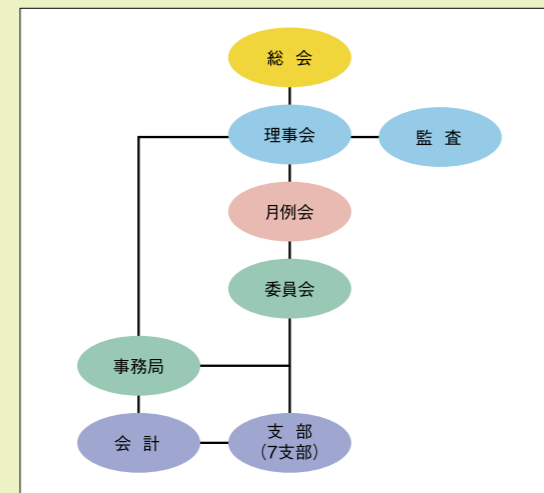 総 会
理事会
監 査
月例会
委員会
事務局
会 計
支 部
（7支部）